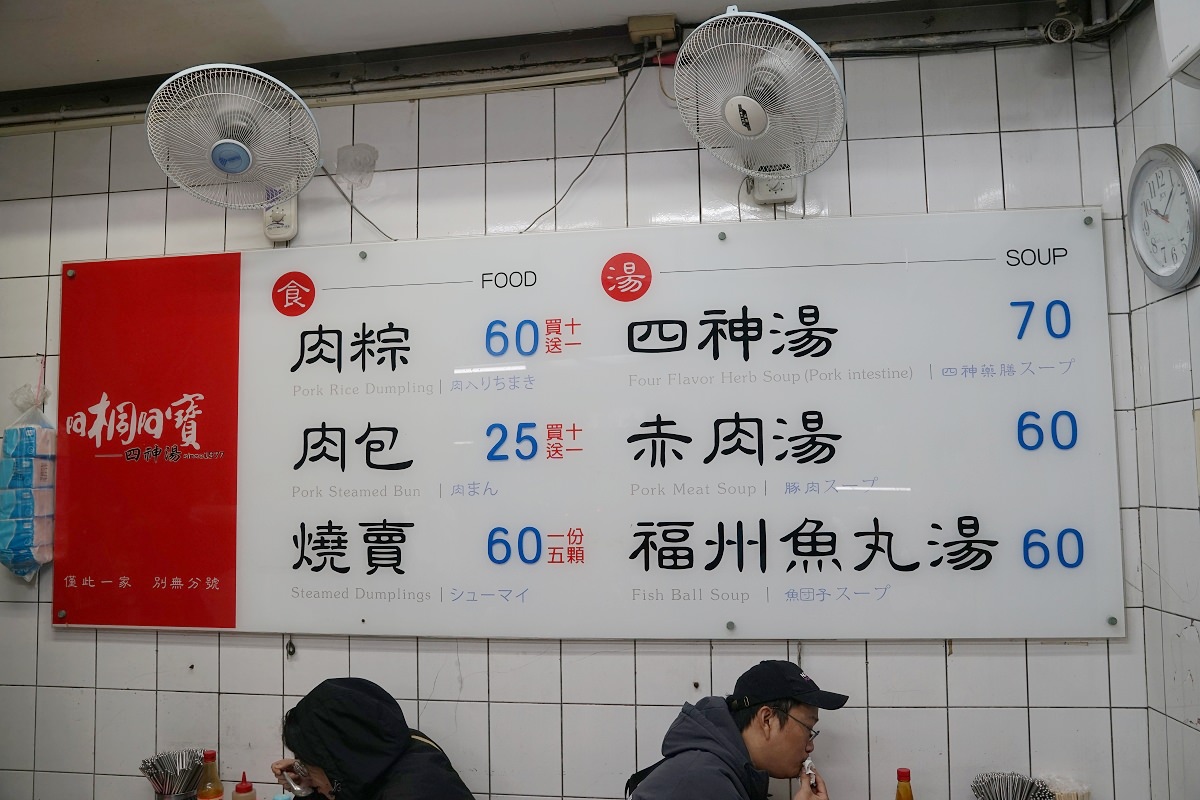 阿桐阿寶
四神湯
僅此一家 別無分號
食 FOOD
肉粽 60 買十送一
Pork Rice Dumpling | 肉入りちまき
肉包 25 買十送一
Pork Steamed Bun | 肉まん
燒賣 60 一份五顆
Steamed Dumplings | シューマイ
湯 SOUP
四神湯 70
Four Flavor Herb Soup (Pork intestine) | 四神藥膳スープ
赤肉湯 60
Pork Meat Soup | 豚肉スープ
福州魚丸湯 60
Fish Ball Soup | 魚団子スープ